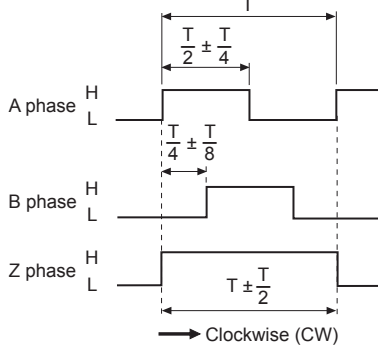 T
T/2 ± T/4
A phase H
L
T/4 ± T/8
B phase H
L
Z phase H
L
T ± T/2
Clockwise (CW)